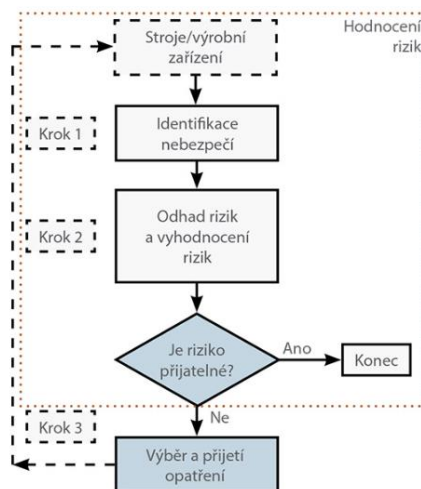 Hodnocení
rizik
Stroje/výrobní
zařízení
Krok 1
Identifikace
nebezpečí
Krok 2
Odhad rizik
a vyhodnocení
rizik
Je riziko
přijatelné?
Ano
Konec
Ne
Krok 3
Výběr a přijetí
opatření